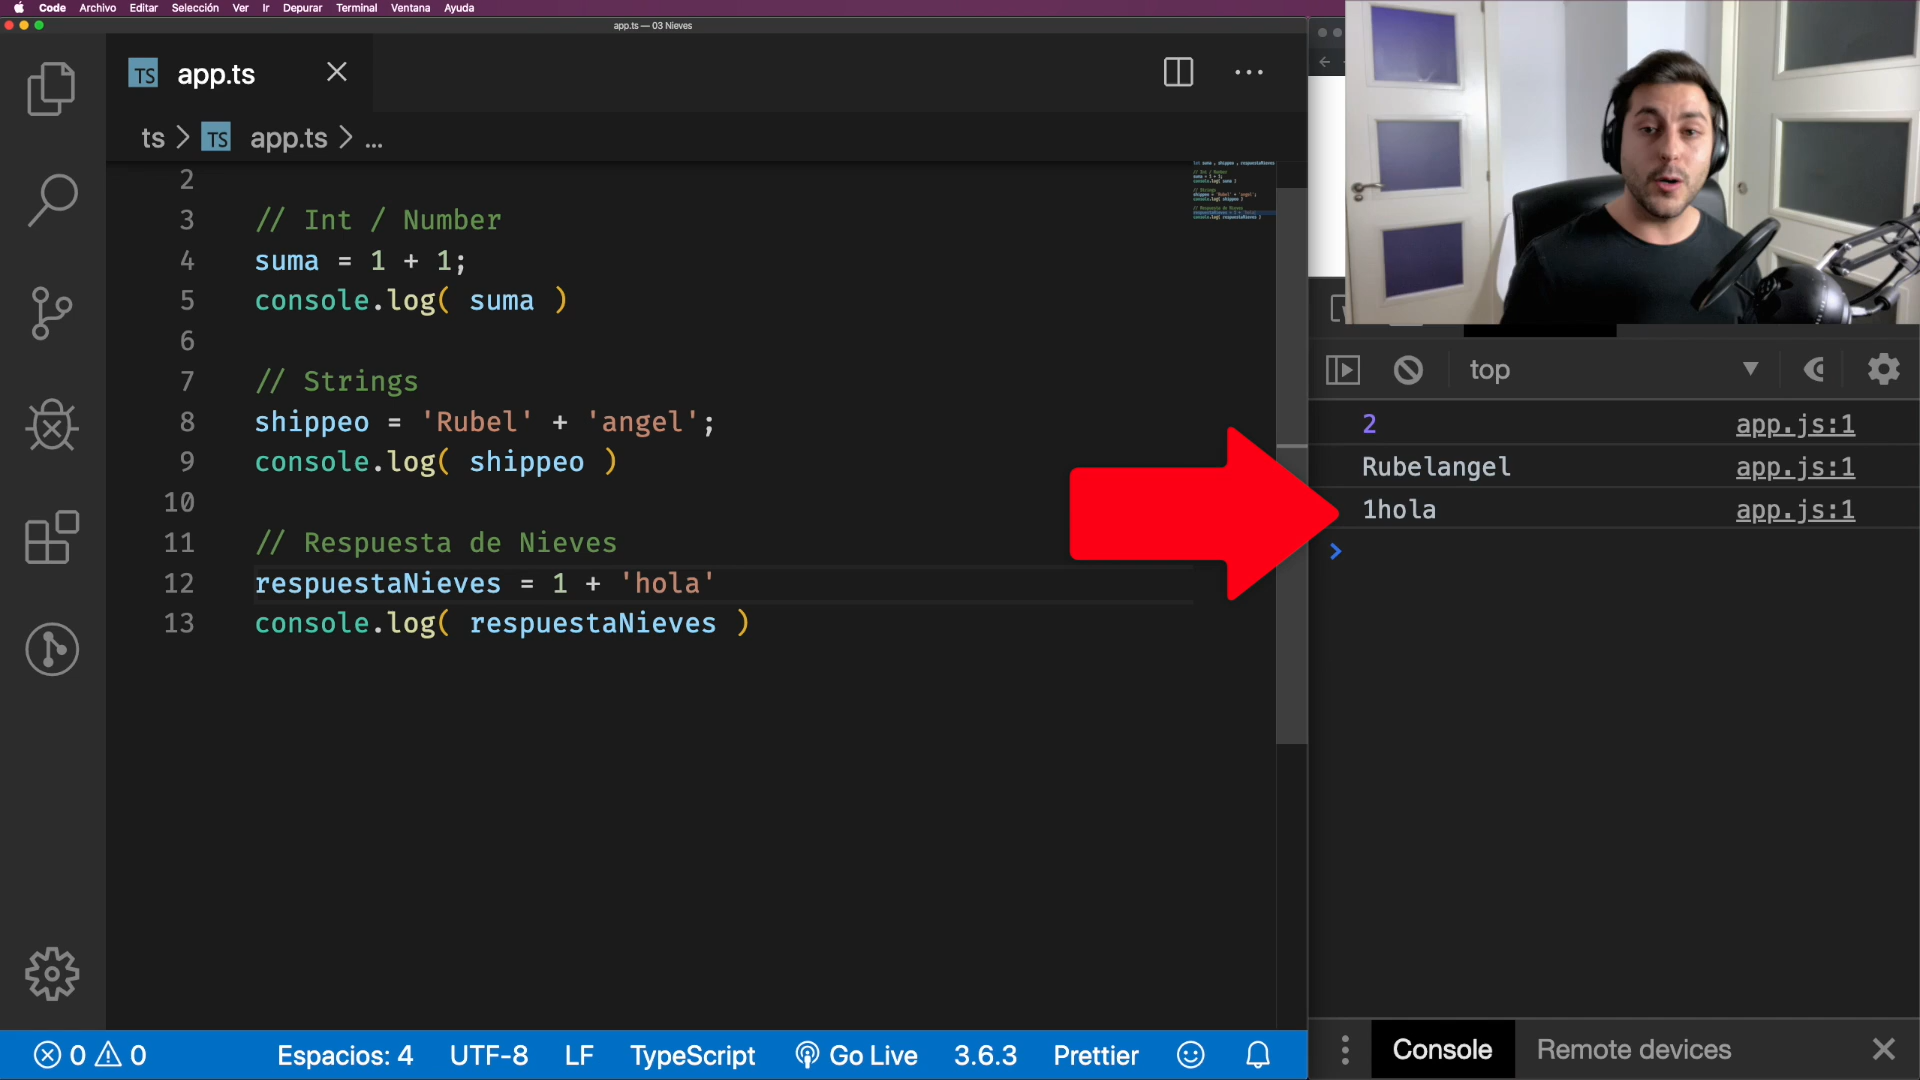 Code Archivo Editar Selección Ver Ir Depurar Terminal Ventana Ayuda
app.ts — 03 Nieves
TS app.ts
ts > TS app.ts > ...
2
3 // Int / Number
4 suma = 1 + 1;
5 console.log( suma )
6
7 // Strings
8 shippeo = 'Rubel' + 'angel';
9 console.log( shippeo )
10
11 // Respuesta de Nieves
12 respuestaNieves = 1 + 'hola'
13 console.log( respuestaNieves )
top
2 app.js:1
Rubelangel app.js:1
1hola app.js:1
>
Console Remote devices
0 0 Espacios: 4 UTF-8 LF TypeScript Go Live 3.6.3 Prettier